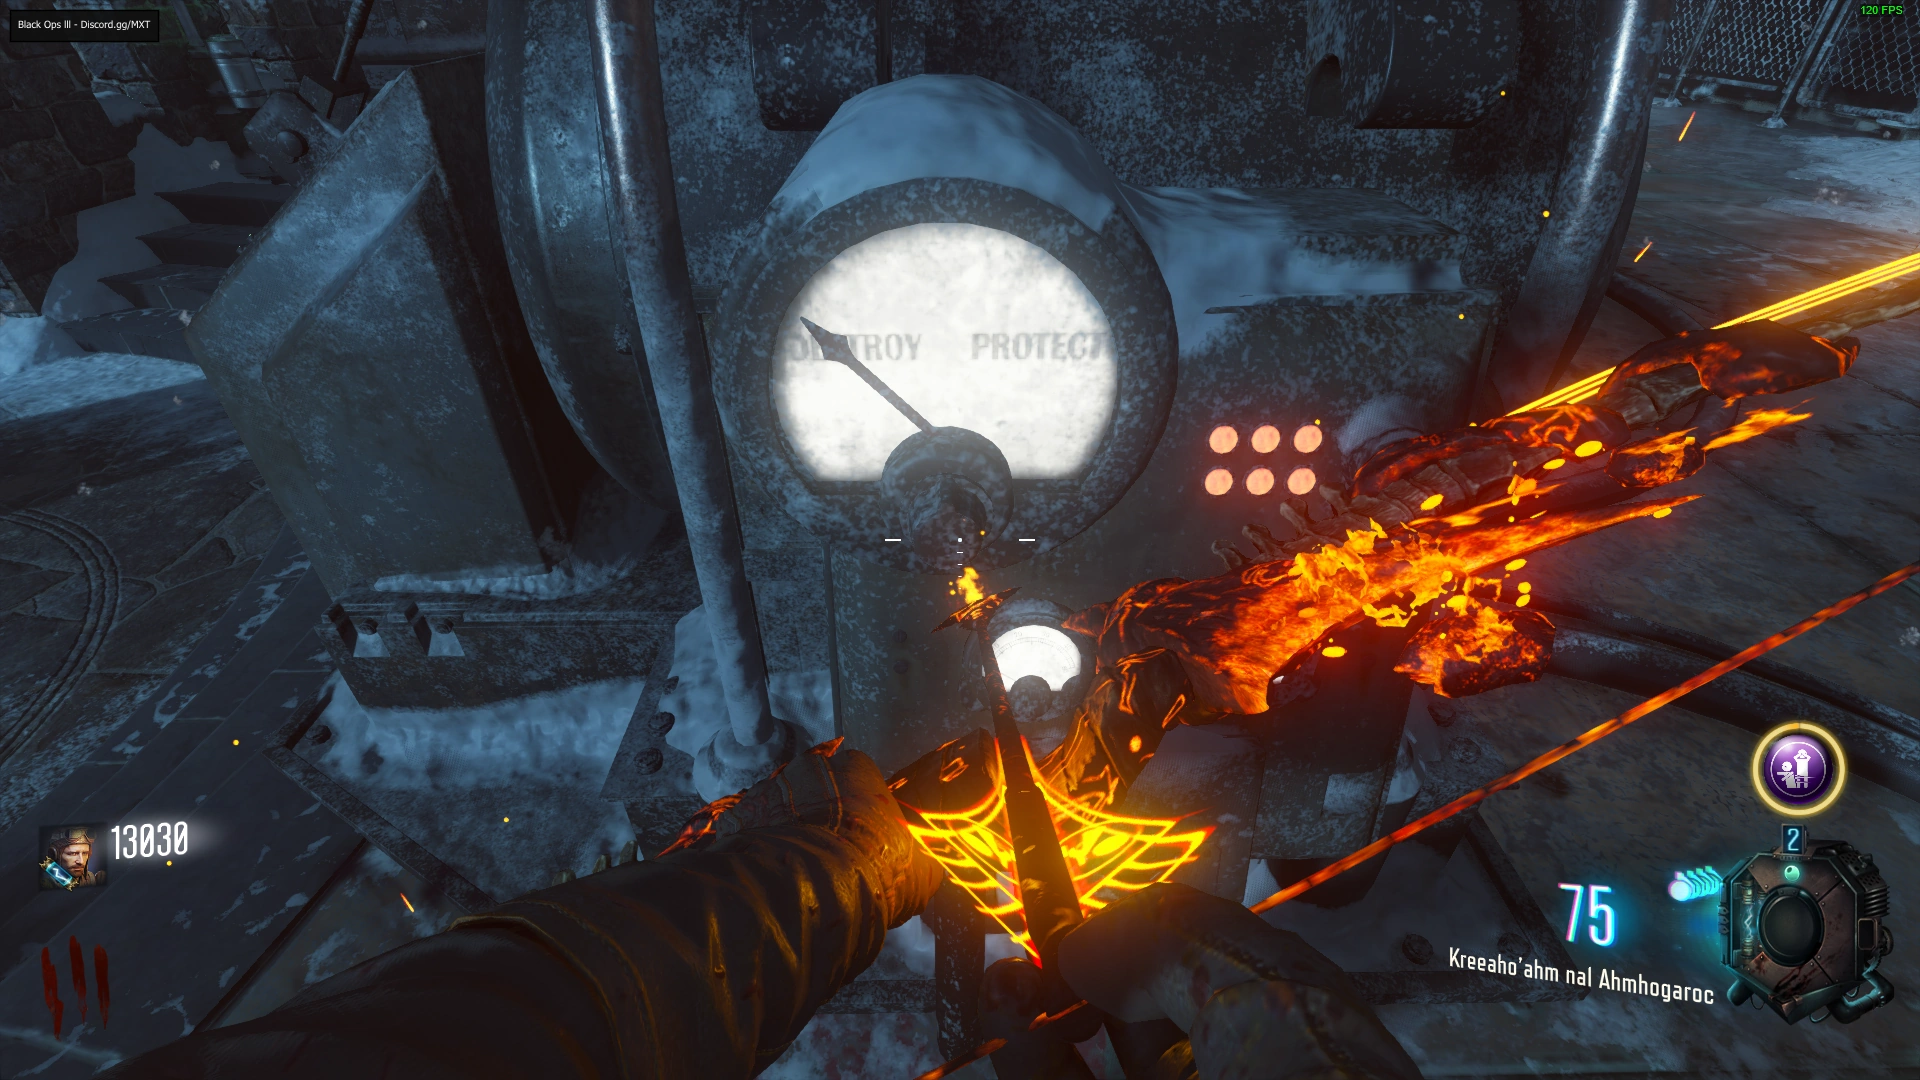 Black Ops III - Discord.gg/MXT
120 FPS
PROTECT
13030
2
75
Kreeaho'ahm nal Ahmhogaroc